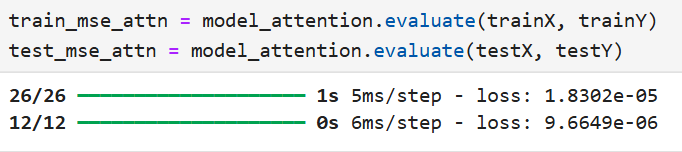 train_mse_attn = model_attention.evaluate(trainX, trainY)
test_mse_attn = model_attention.evaluate(testX, testY)
26/26 ━━━━━━━━━━━━━━━━━━━━ 1s 5ms/step - loss: 1.8302e-05
12/12 ━━━━━━━━━━━━━━━━━━━━ 0s 6ms/step - loss: 9.6649e-06